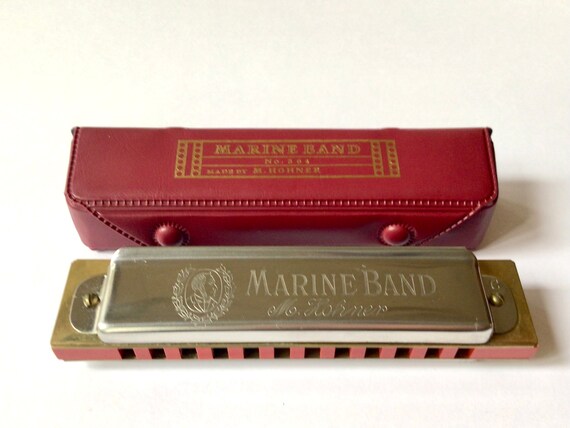 MARINE BAND
No. 364
MADE BY M. HOHNER
MARINE BAND
M. Hohner